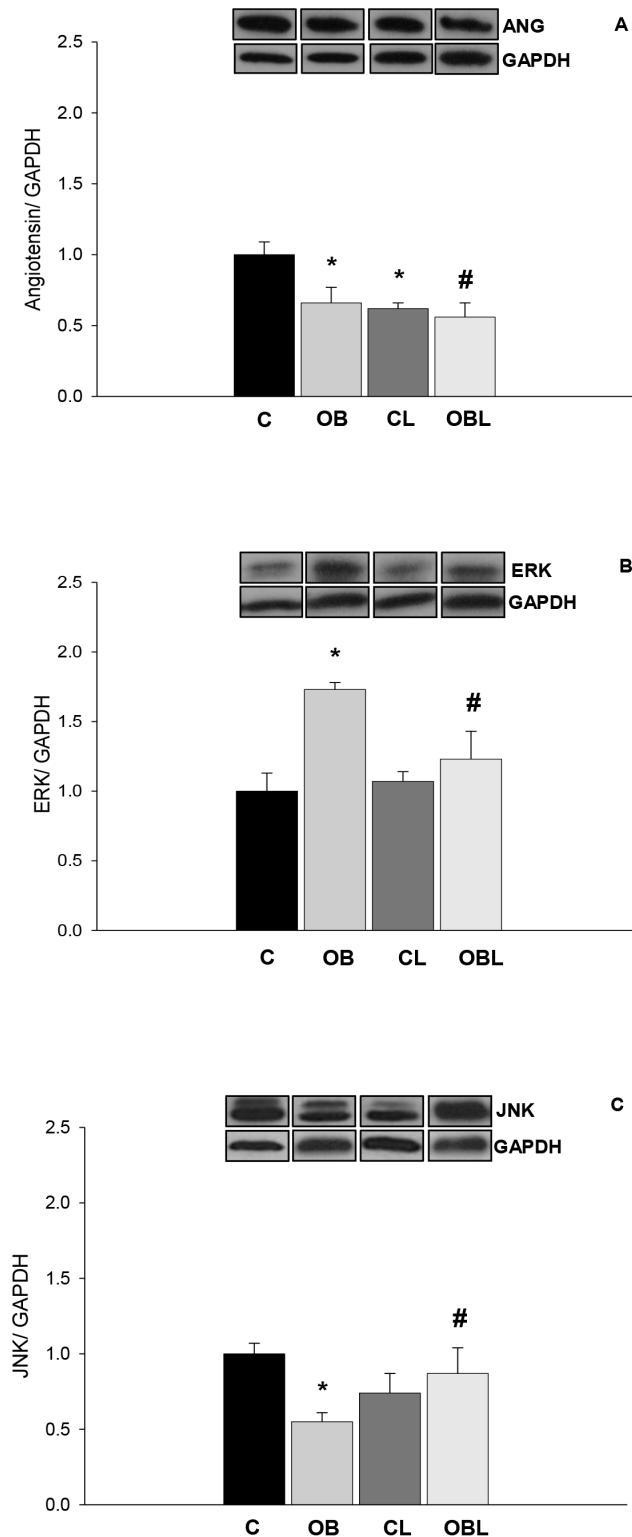 ANG
A
GAPDH
2.5
2.0
1.5
1.0
0.5
0.0
Angiotensin/ GAPDH
*
*
#
C OB CL OBL
ERK
B
GAPDH
2.5
2.0
1.5
1.0
0.5
0.0
ERK/ GAPDH
*
#
C OB CL OBL
JNK
C
GAPDH
2.5
2.0
1.5
1.0
0.5
0.0
JNK/ GAPDH
*
#
C OB CL OBL